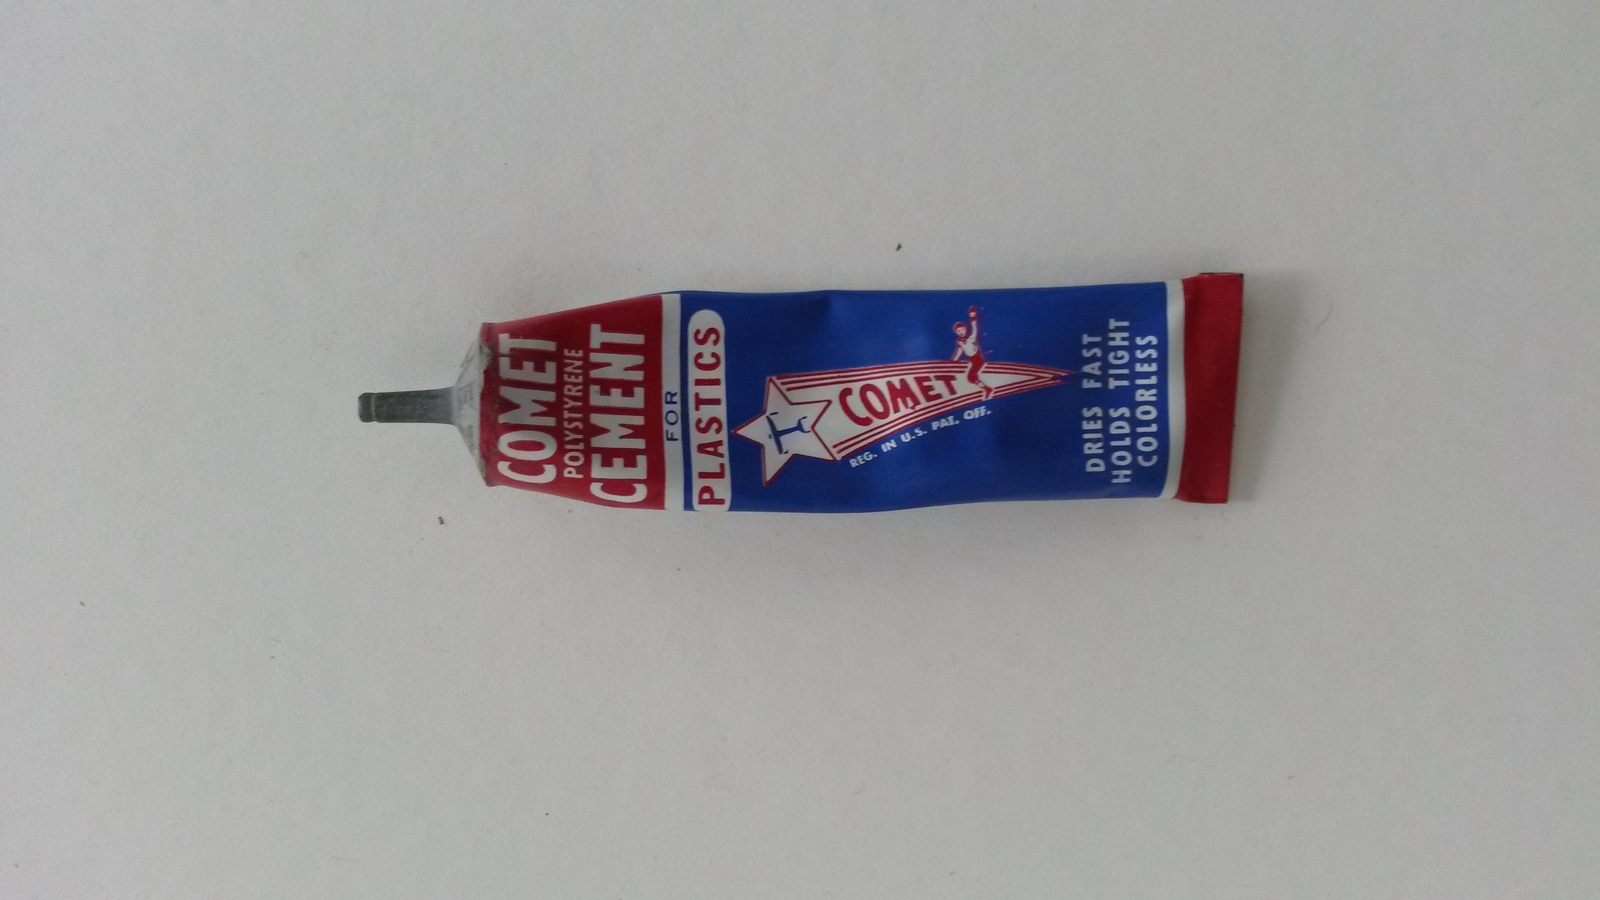 COMET
POLYSTYRENE
CEMENT
FOR
PLASTICS
COMET
REG. IN U.S. PAT. OFF.
DRIES FAST
HOLDS TIGHT
COLORLESS